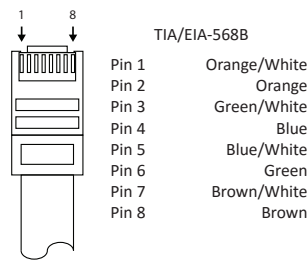 1 8
TIA/EIA-568B
Pin 1 Orange/White
Pin 2 Orange
Pin 3 Green/White
Pin 4 Blue
Pin 5 Blue/White
Pin 6 Green
Pin 7 Brown/White
Pin 8 Brown